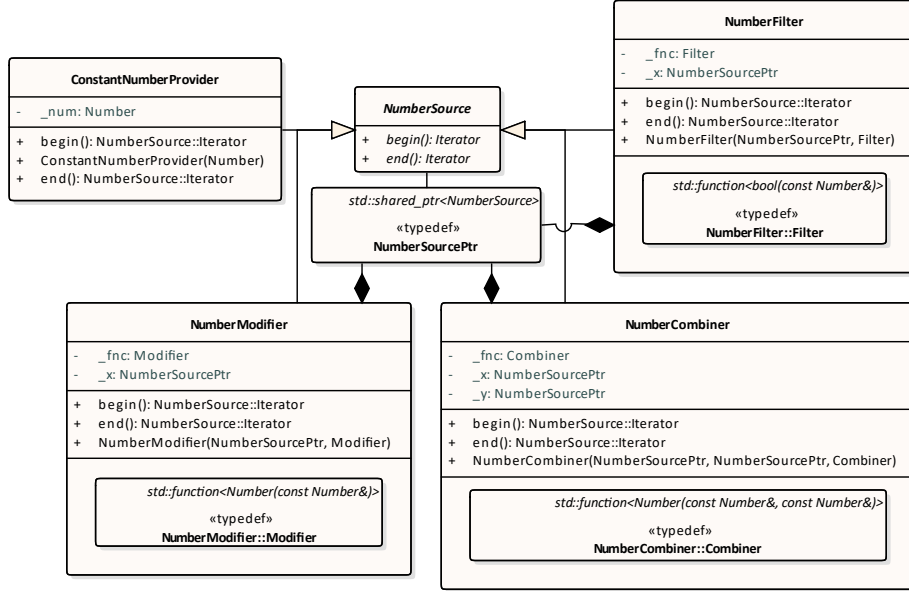 ConstantNumberProvider
- _num: Number
+ begin(): NumberSource::Iterator
+ ConstantNumberProvider(Number)
+ end(): NumberSource::Iterator
NumberSource
+ begin(): Iterator
+ end(): Iterator
NumberFilter
- _fnc: Filter
- _x: NumberSourcePtr
+ begin(): NumberSource::Iterator
+ end(): NumberSource::Iterator
+ NumberFilter(NumberSourcePtr, Filter)
std::function<bool(const Number&)>
«typedef»
NumberFilter::Filter
std::shared_ptr<NumberSource>
«typedef»
NumberSourcePtr
NumberModifier
- _fnc: Modifier
- _x: NumberSourcePtr
+ begin(): NumberSource::Iterator
+ end(): NumberSource::Iterator
+ NumberModifier(NumberSourcePtr, Modifier)
std::function<Number(const Number&)>
«typedef»
NumberModifier::Modifier
NumberCombiner
- _fnc: Combiner
- _x: NumberSourcePtr
- _y: NumberSourcePtr
+ begin(): NumberSource::Iterator
+ end(): NumberSource::Iterator
+ NumberCombiner(NumberSourcePtr, NumberSourcePtr, Combiner)
std::function<Number(const Number&, const Number&)>
«typedef»
NumberCombiner::Combiner